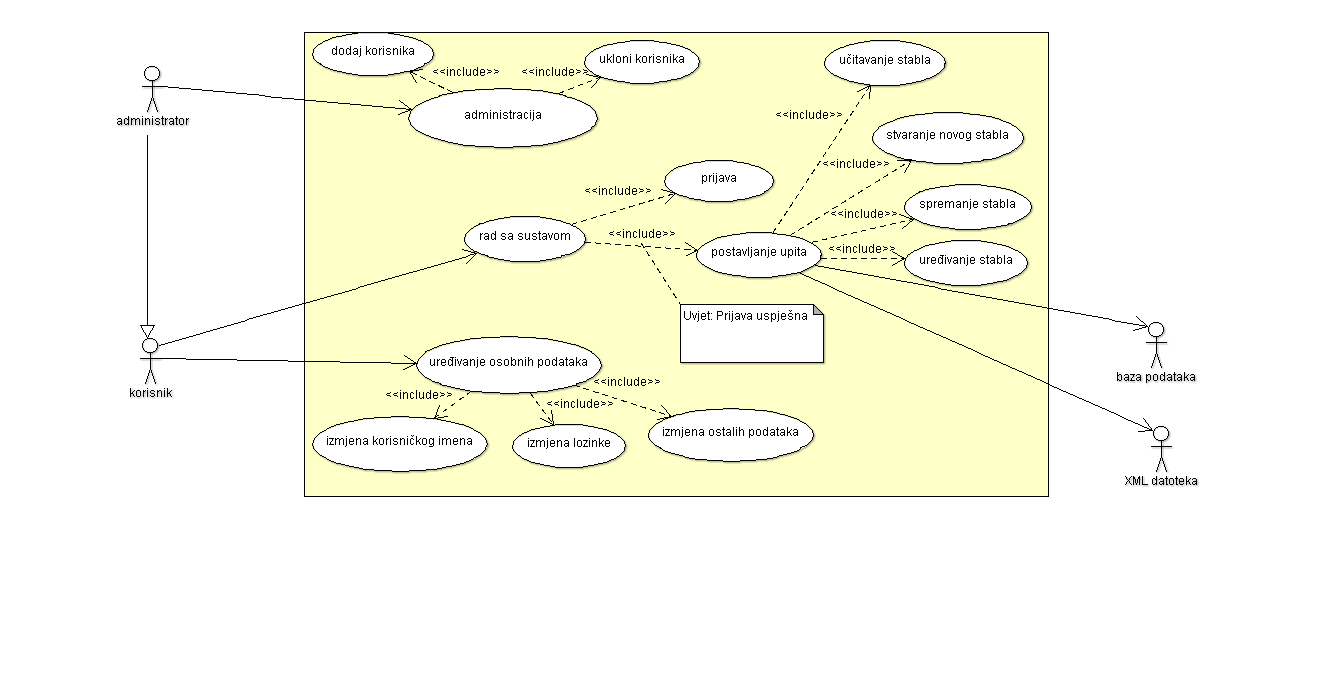 dodaj korisnika
ukloni korisnika
učitavanje stabla
<<include>>
<<include>>
administrator
administracija
<<include>>
stvaranje novog stabla
<<include>>
prijava
<<include>>
spremanje stabla
<<include>>
rad sa sustavom
<<include>>
postavljanje upita
<<include>>
uređivanje stabla
Uvjet: Prijava uspješna
korisnik
uređivanje osobnih podataka
baza podataka
<<include>>
<<include>>
<<include>>
izmjena korisničkog imena
izmjena lozinke
izmjena ostalih podataka
XML datoteka